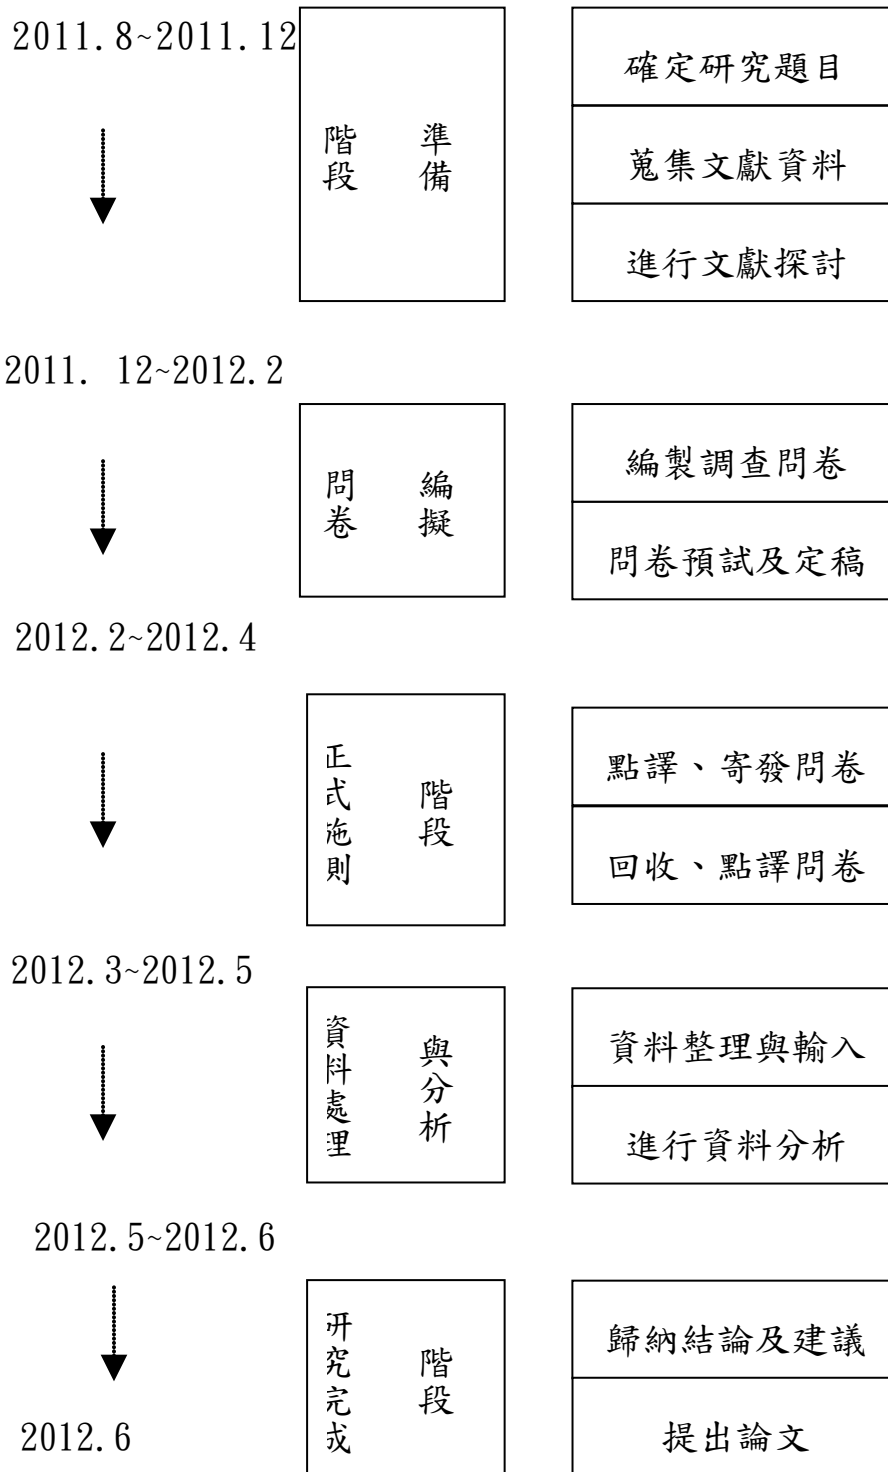 2011.8~2011.12
準備
階段
確定研究題目
蒐集文獻資料
進行文獻探討
2011. 12~2012.2
編擬
問卷
編製調查問卷
問卷預試及定稿
2012.2~2012.4
正式施則
階段
點譯、寄發問卷
回收、點譯問卷
2012.3~2012.5
資料處理
與分析
資料整理與輸入
進行資料分析
2012.5~2012.6
研究完成
階段
歸納結論及建議
提出論文
2012.6